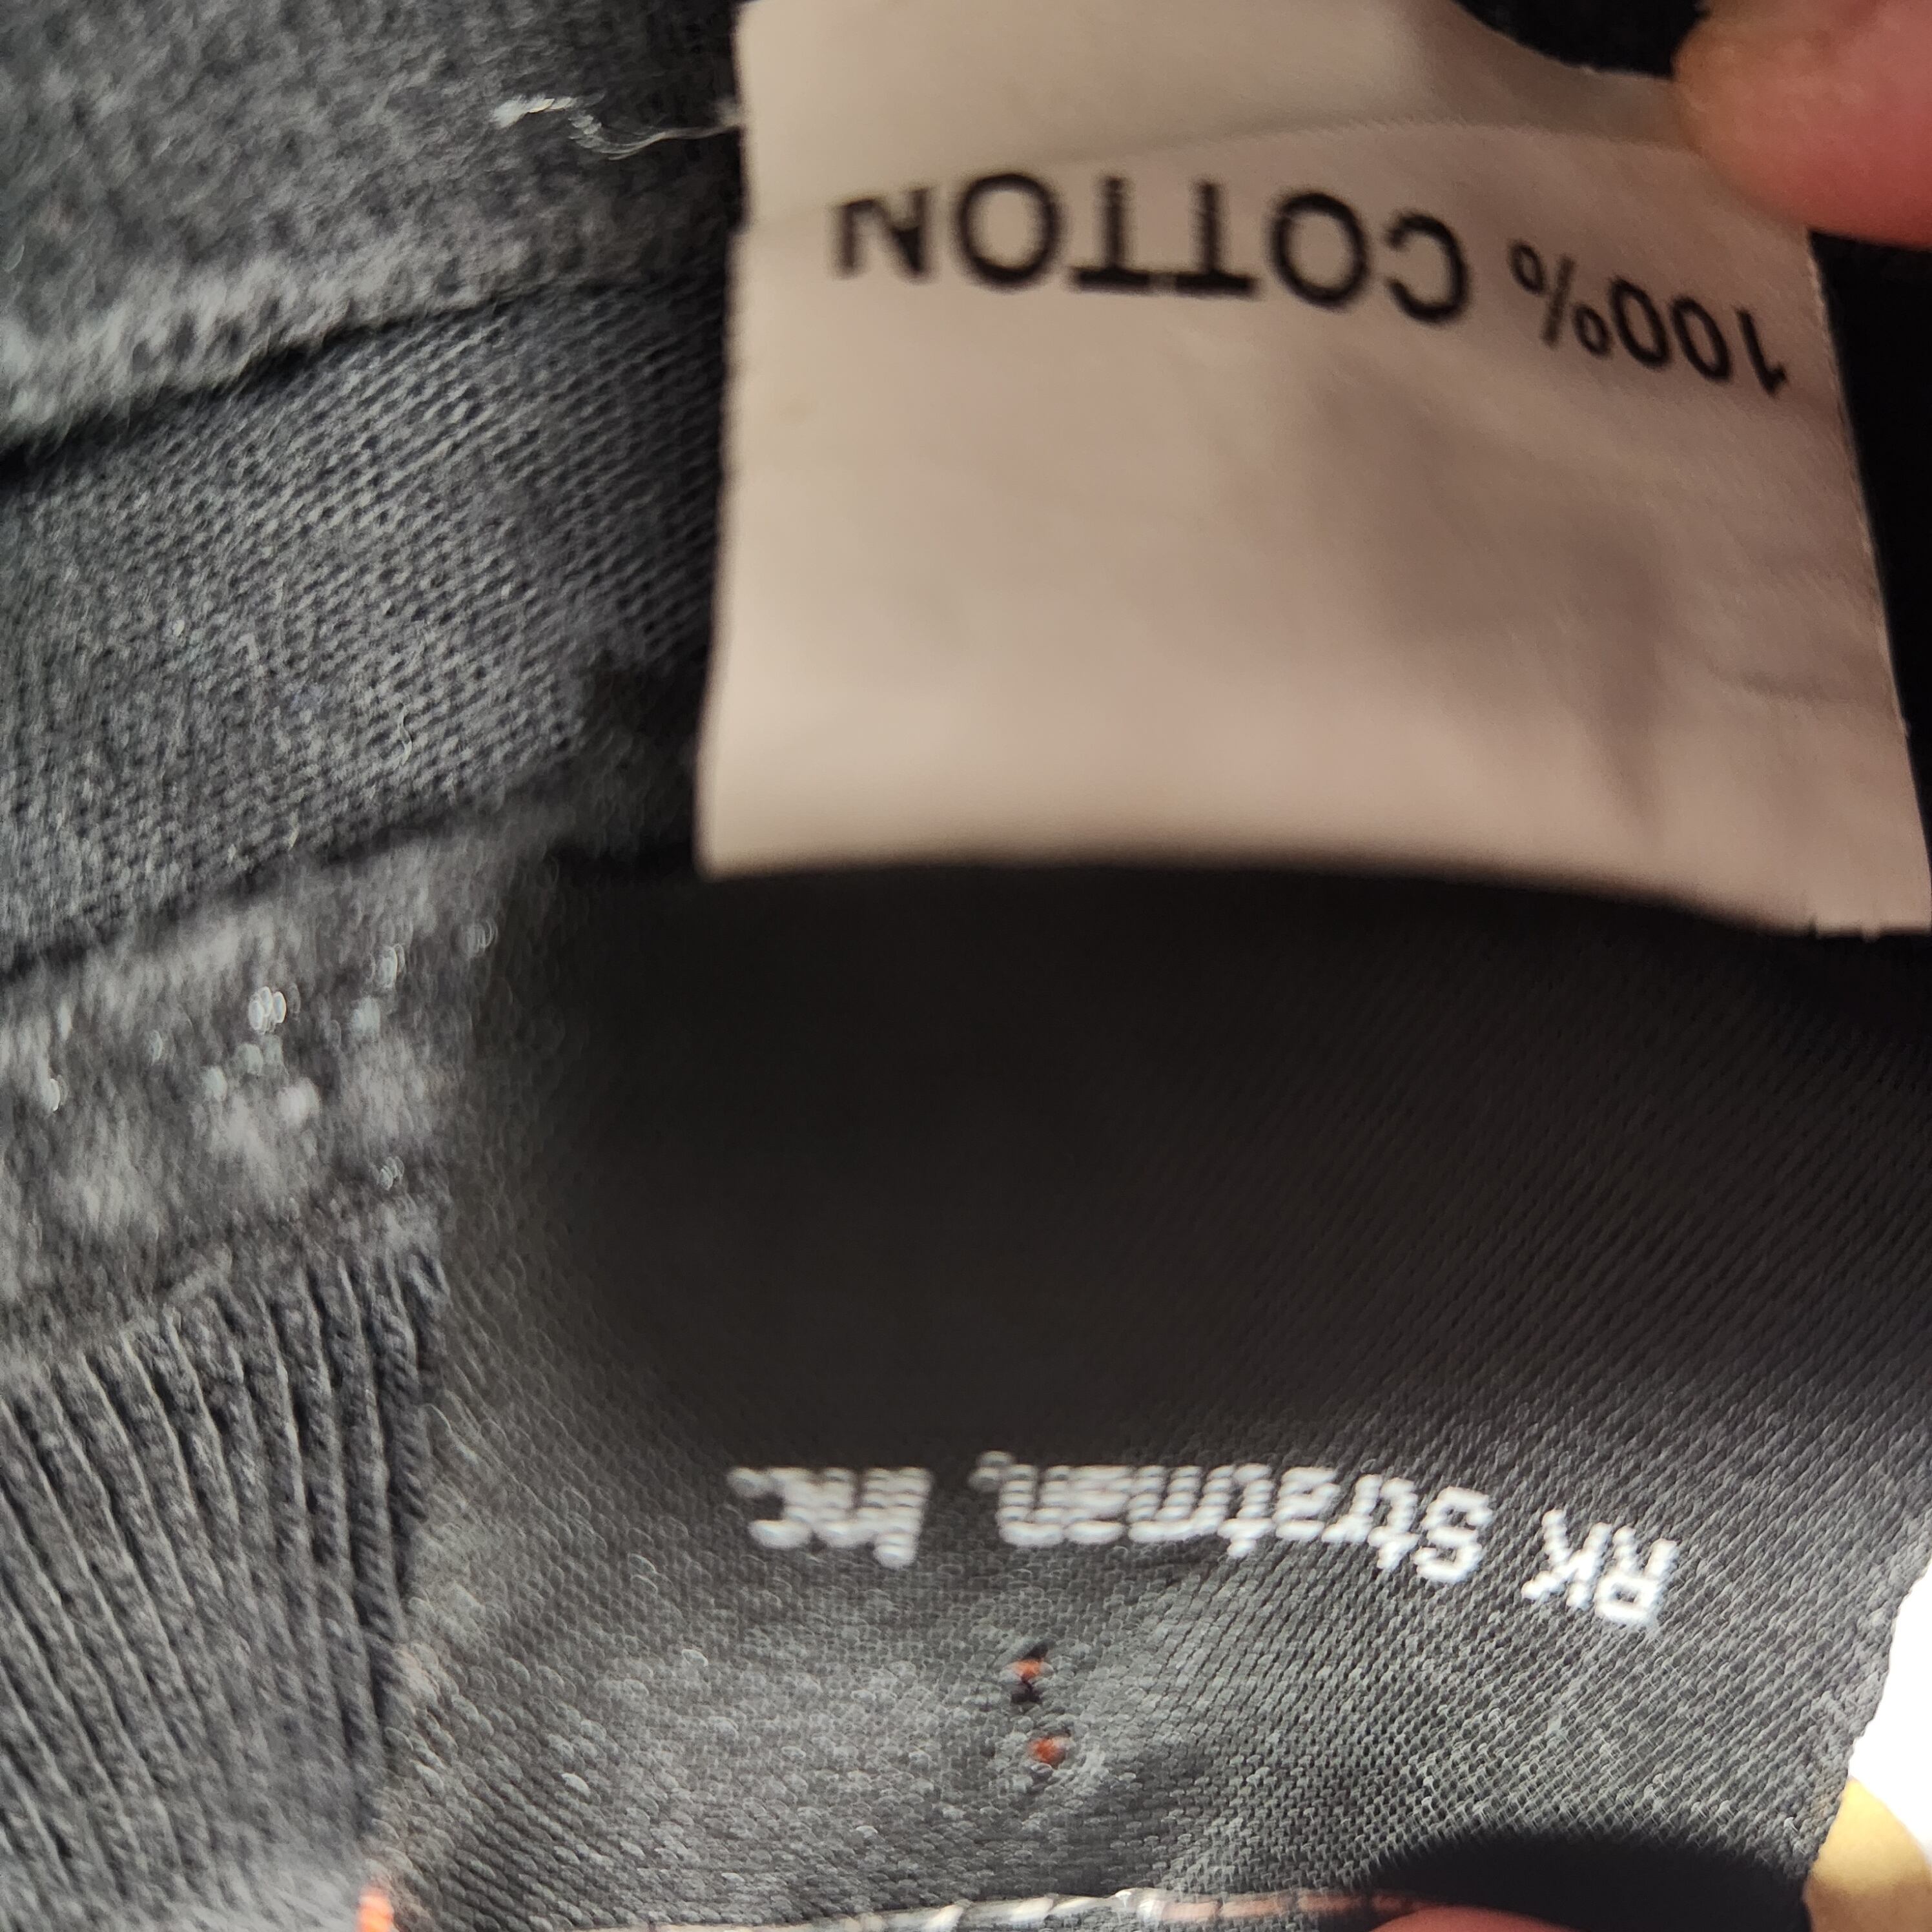 100% COTTON
RK Stratman, Inc.